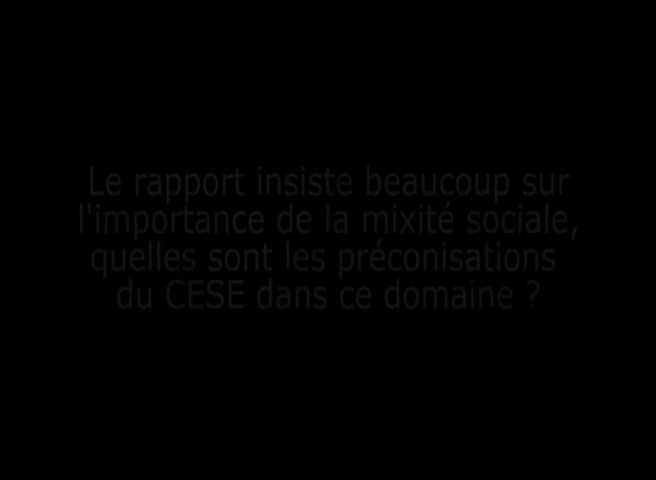 Le rapport insiste beaucoup sur
l'importance de la mixité sociale,
quelles sont les préconisations
du CESE dans ce domaine ?